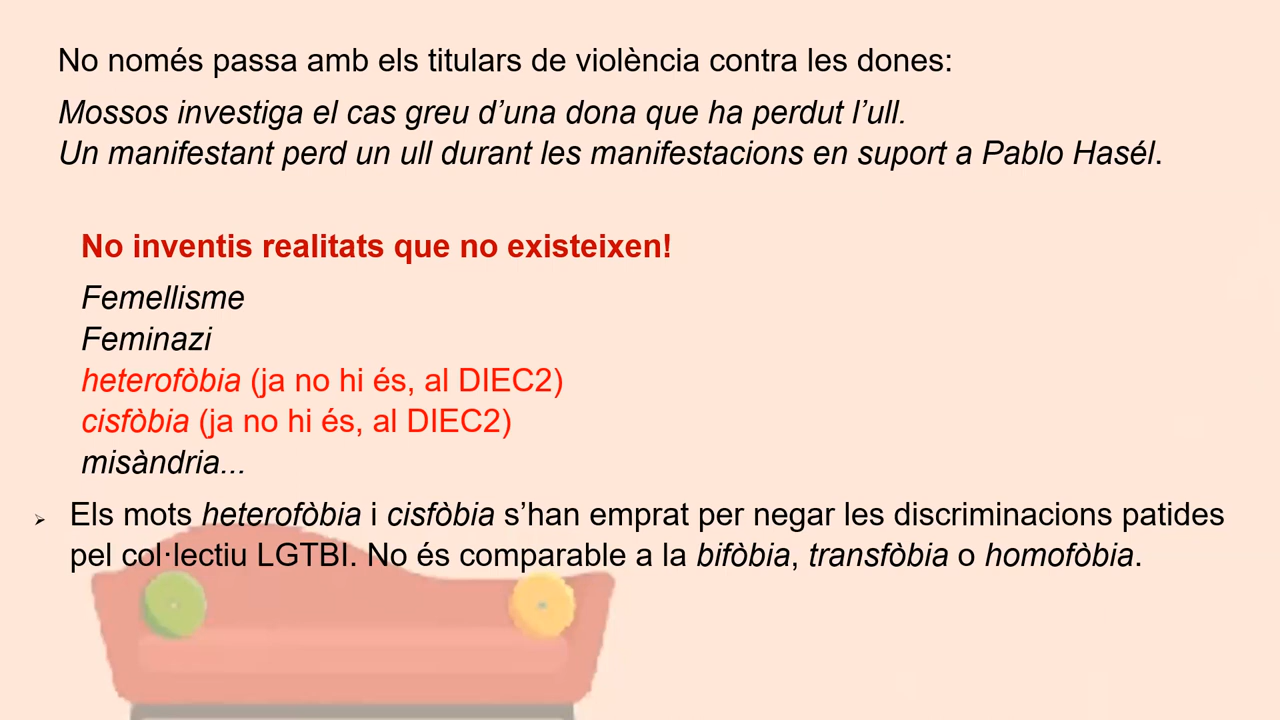 No només passa amb els titulars de violència contra les dones:
Mossos investiga el cas greu d’una dona que ha perdut l’ull.
Un manifestant perd un ull durant les manifestacions en suport a Pablo Hasél.
No inventis realitats que no existeixen!
Femellisme
Feminazi
heterofòbia (ja no hi és, al DIEC2)
cisfòbia (ja no hi és, al DIEC2)
misàndria...
Els mots heterofòbia i cisfòbia s’han emprat per negar les discriminacions patides
pel col·lectiu LGTBI. No és comparable a la bifòbia, transfòbia o homofòbia.